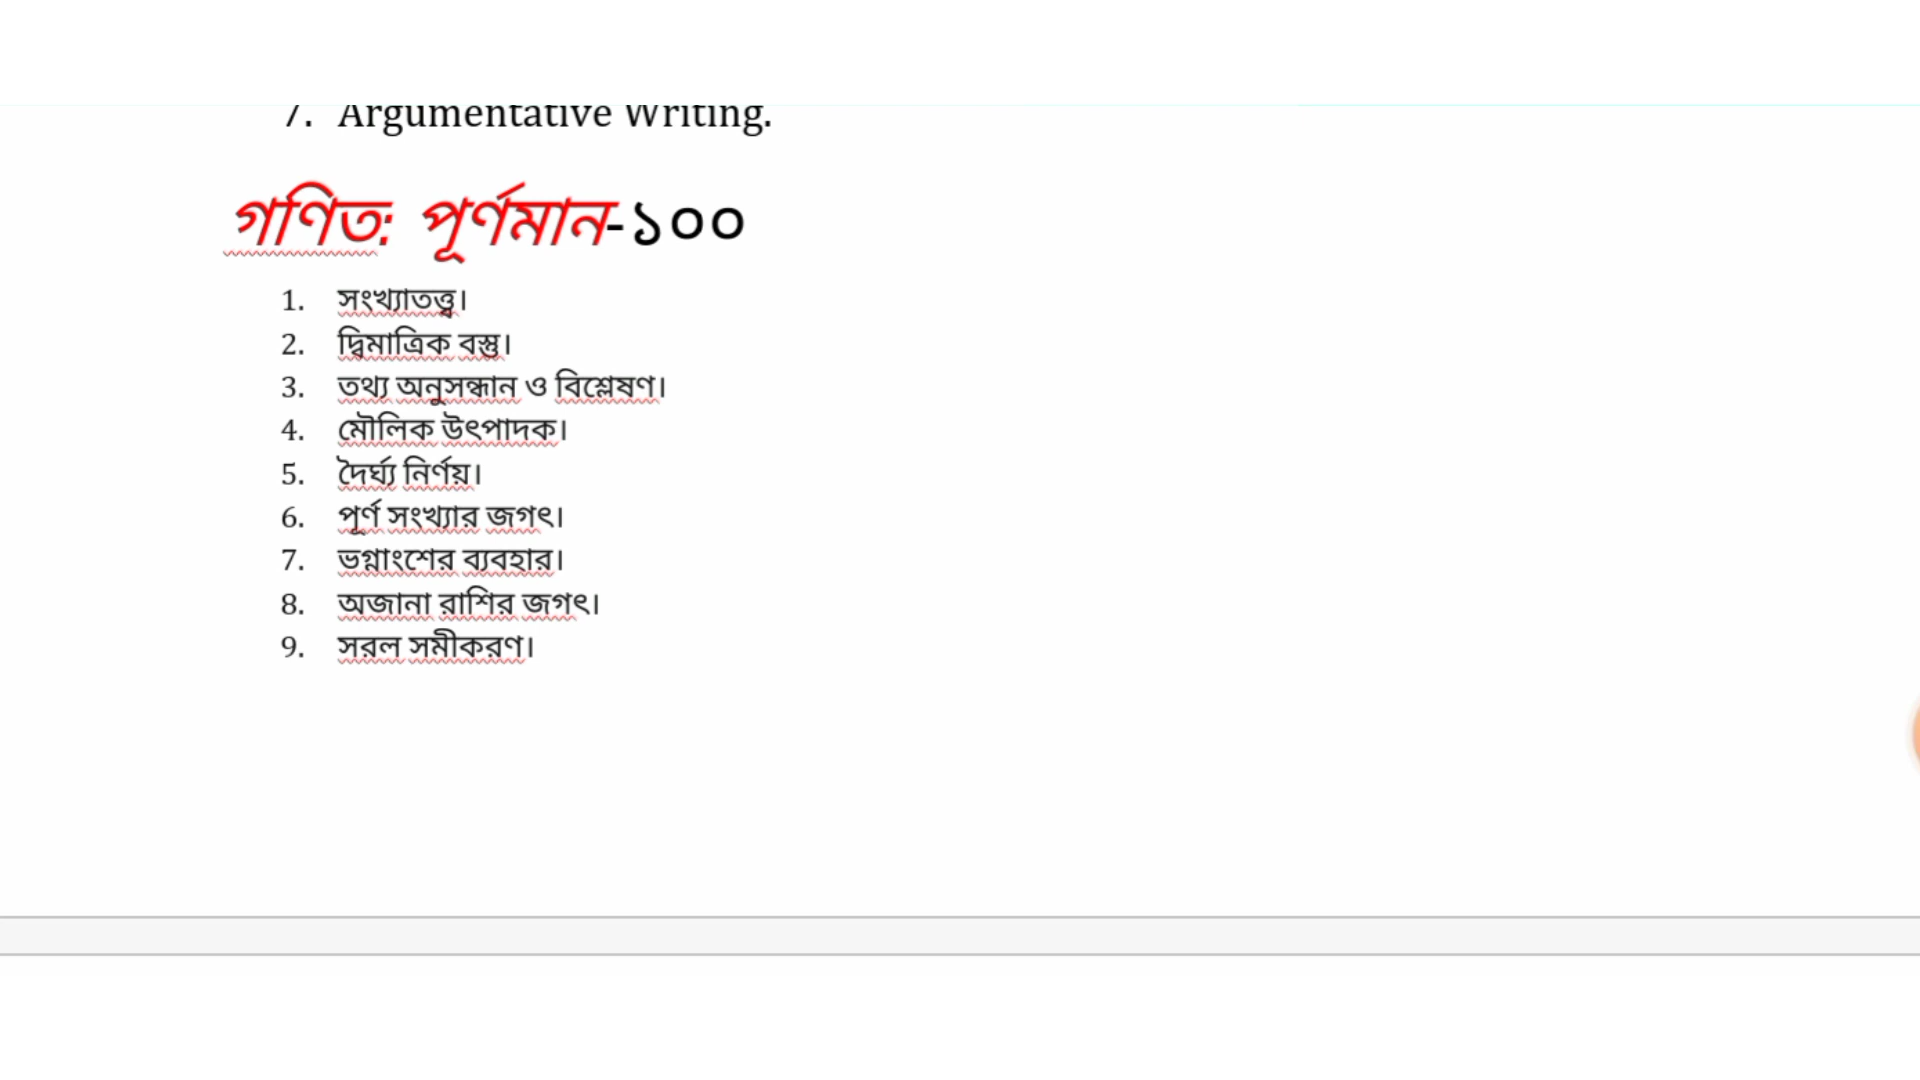 7. Argumentative Writing.
গণিত: পূর্ণমান-১০০
1. সংখ্যাতত্ত্ব।
2. দ্বিমাত্রিক বস্তু।
3. তথ্য অনুসন্ধান ও বিশ্লেষণ।
4. মৌলিক উৎপাদক।
5. দৈর্ঘ্য নির্ণয়।
6. পূর্ণ সংখ্যার জগৎ।
7. ভগ্নাংশের ব্যবহার।
8. অজানা রাশির জগৎ।
9. সরল সমীকরণ।